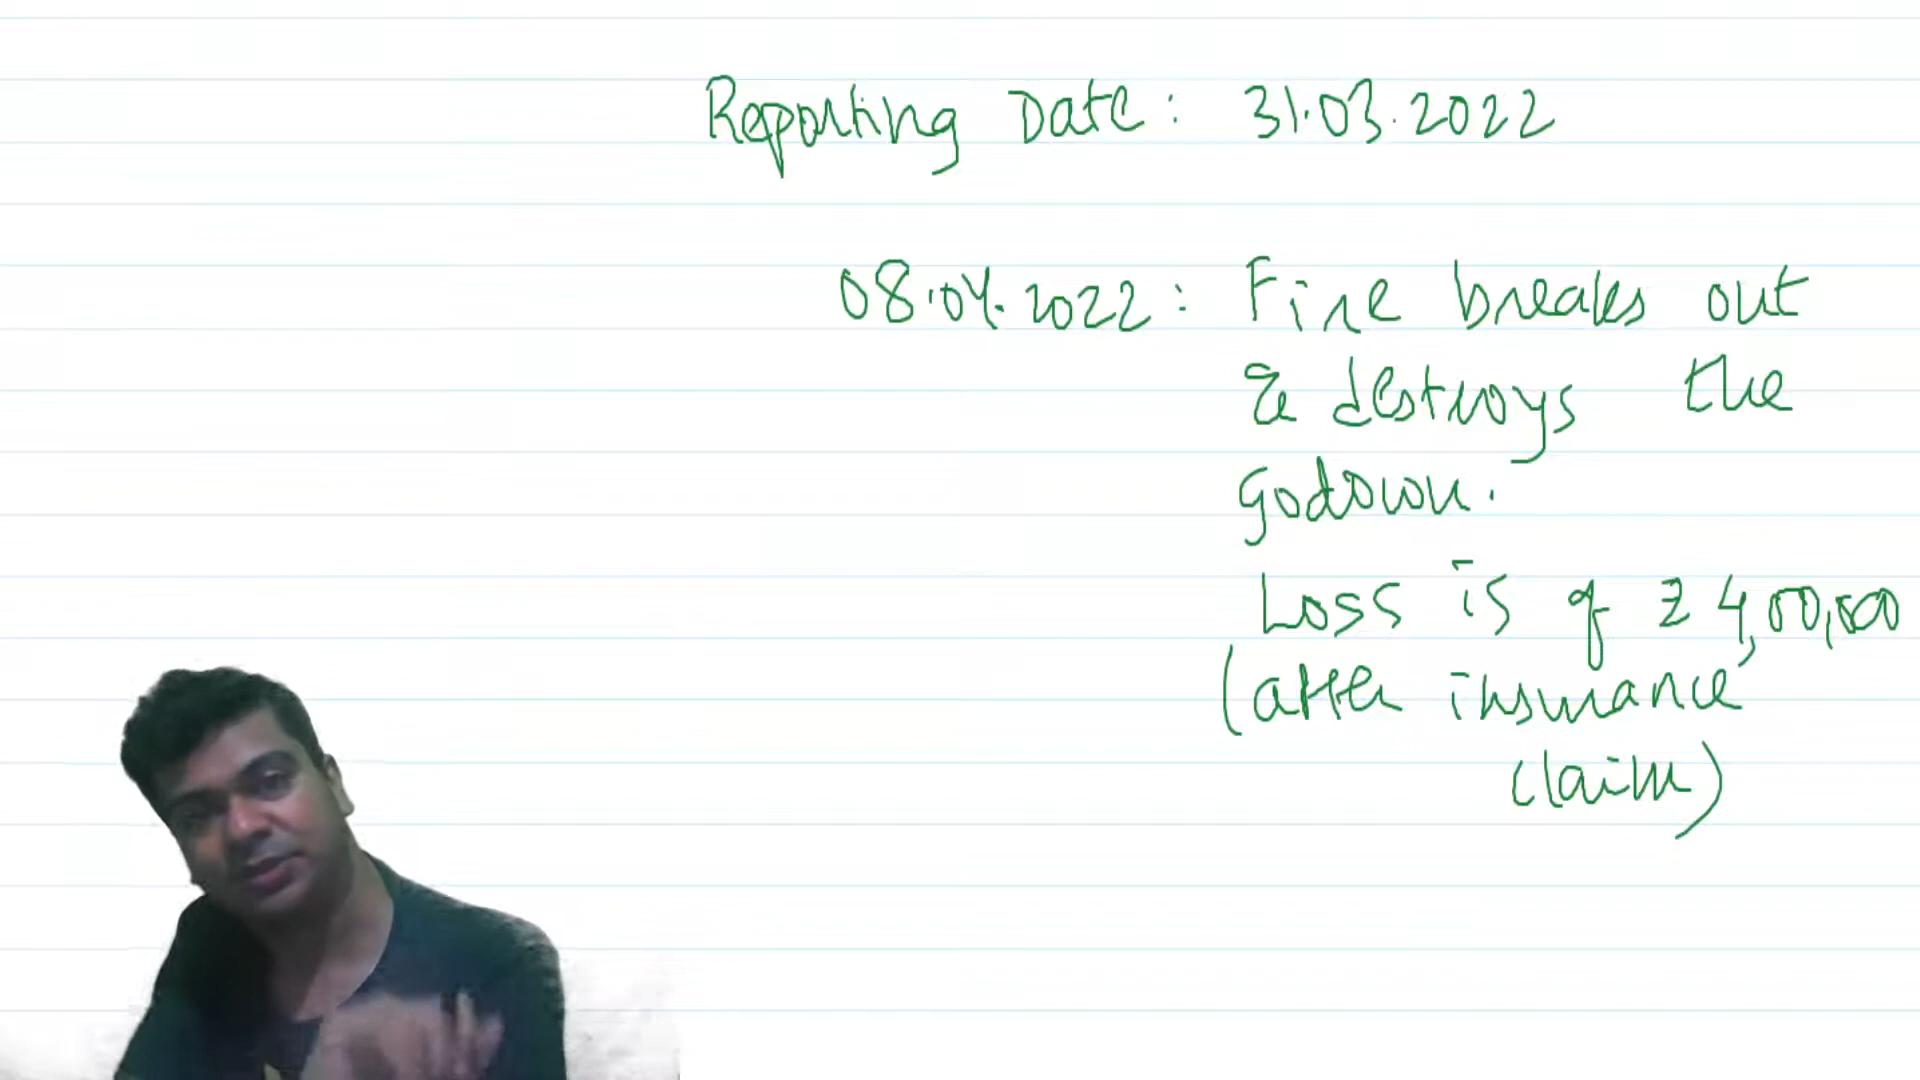 Reporting Date: 31.03.2022
08.04.2022: Fire breaks out
& destroys the
Godown.
Loss is of ₹ 4,00,000
(after insurance
claim)